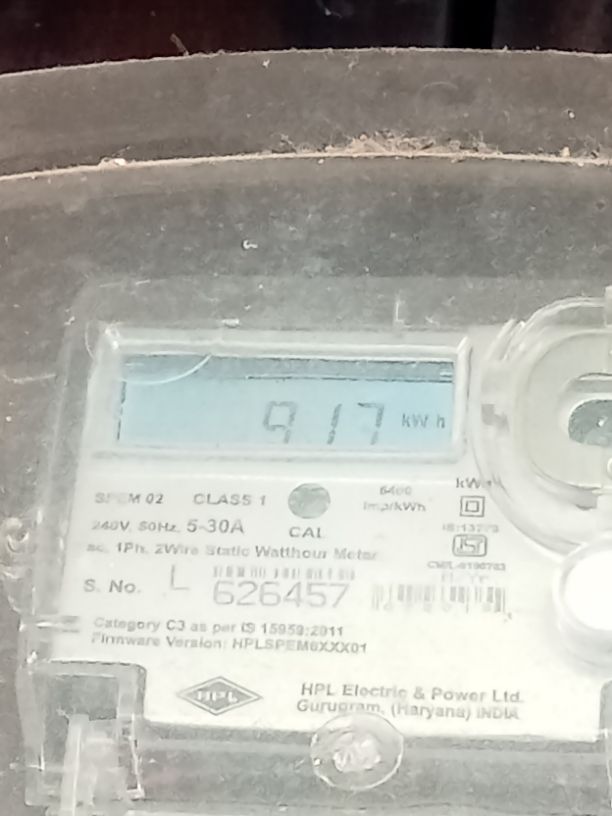 917 kWh
SPEM 02 CLASS 1 6400
imp/kWh
240V, 50Hz, 5-30A CAL
ac, 1Ph, 2Wire Static Watthour Meter
S. No. L 626457
Category C3 as per IS 15959:2011
Firmware Version: HPLSPEM6XXX01
HPL HPL Electric & Power Ltd.
Gurugram, (Haryana) INDIA